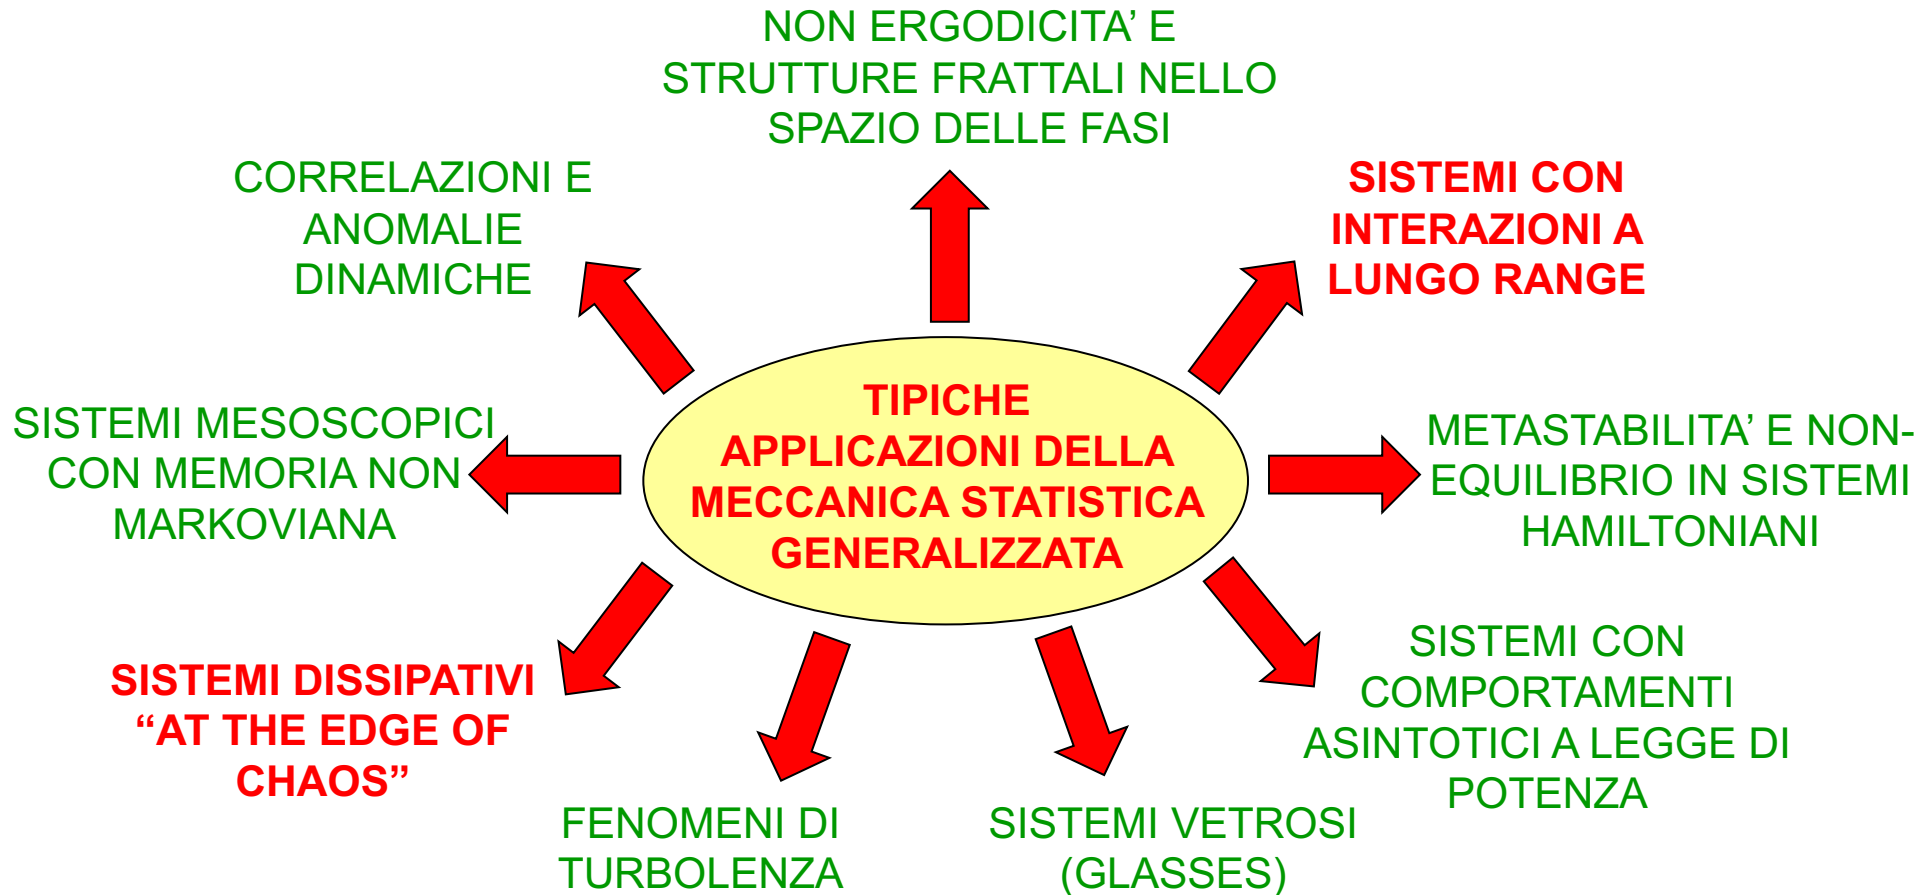 NON ERGODICITA’ E
STRUTTURE FRATTALI NELLO
SPAZIO DELLE FASI
CORRELAZIONI E
ANOMALIE
DINAMICHE
SISTEMI CON
INTERAZIONI A
LUNGO RANGE
TIPICHE
APPLICAZIONI DELLA
MECCANICA STATISTICA
GENERALIZZATA
SISTEMI MESOSCOPICI
CON MEMORIA NON
MARKOVIANA
METASTABILITA’ E NON-
EQUILIBRIO IN SISTEMI
HAMILTONIANI
SISTEMI DISSIPATIVI
“AT THE EDGE OF
CHAOS”
SISTEMI CON
COMPORTAMENTI
ASINTOTICI A LEGGE DI
POTENZA
FENOMENI DI
TURBOLENZA
SISTEMI VETROSI
(GLASSES)